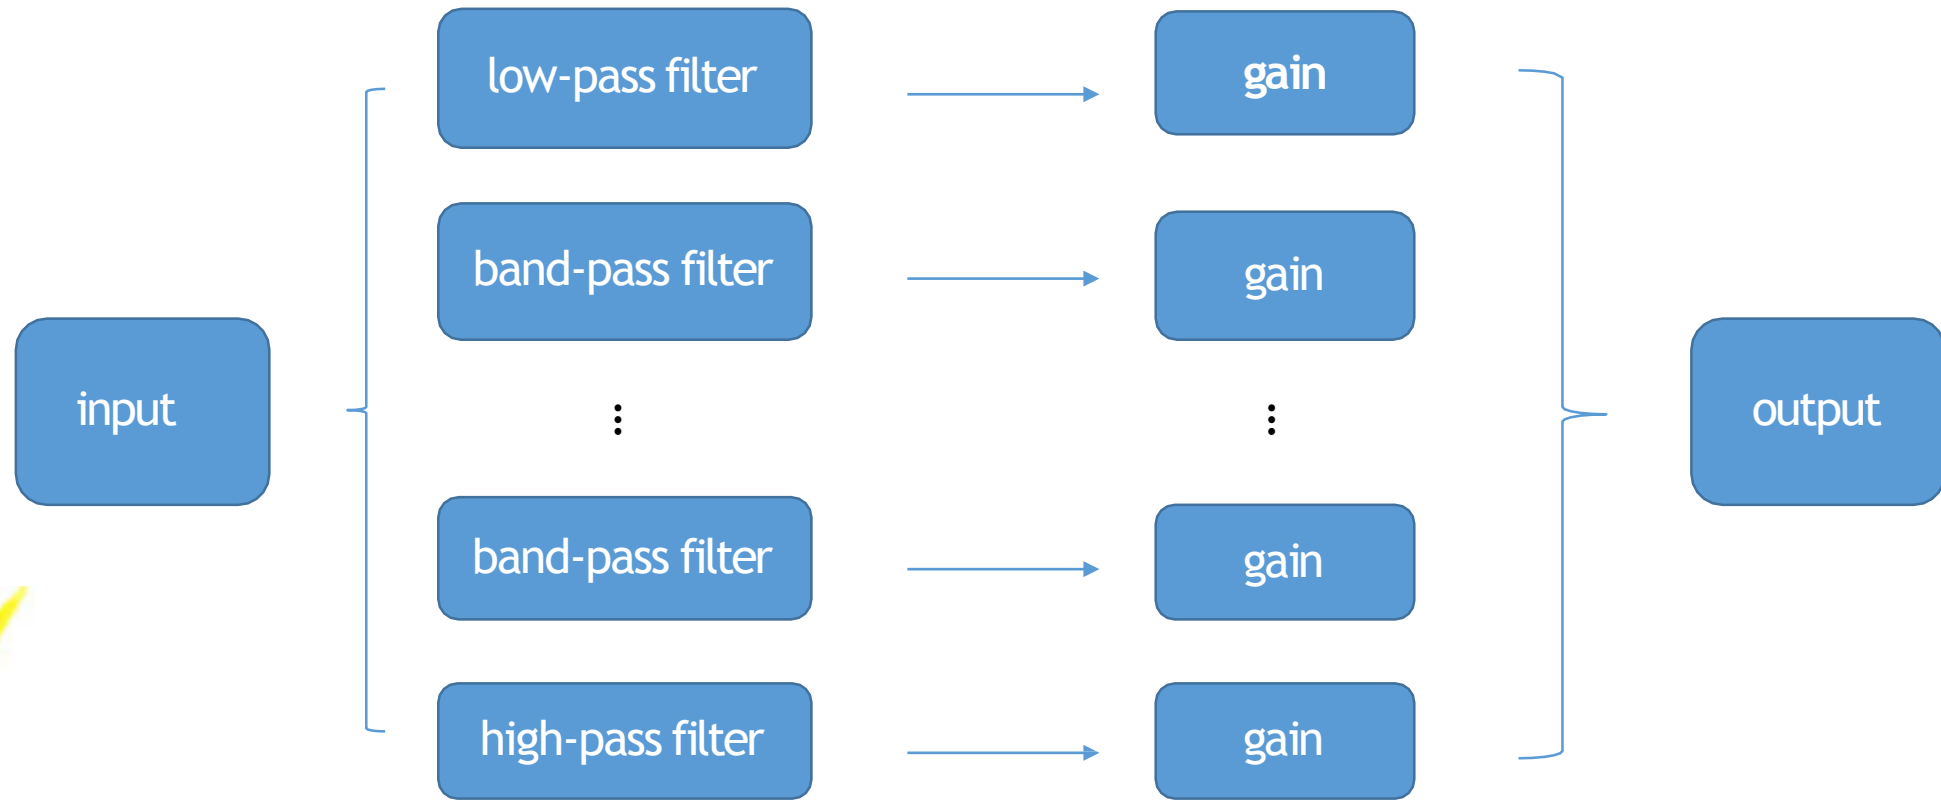 low-pass filter
gain
band-pass filter
gain
input
⋮
⋮
output
band-pass filter
gain
high-pass filter
gain